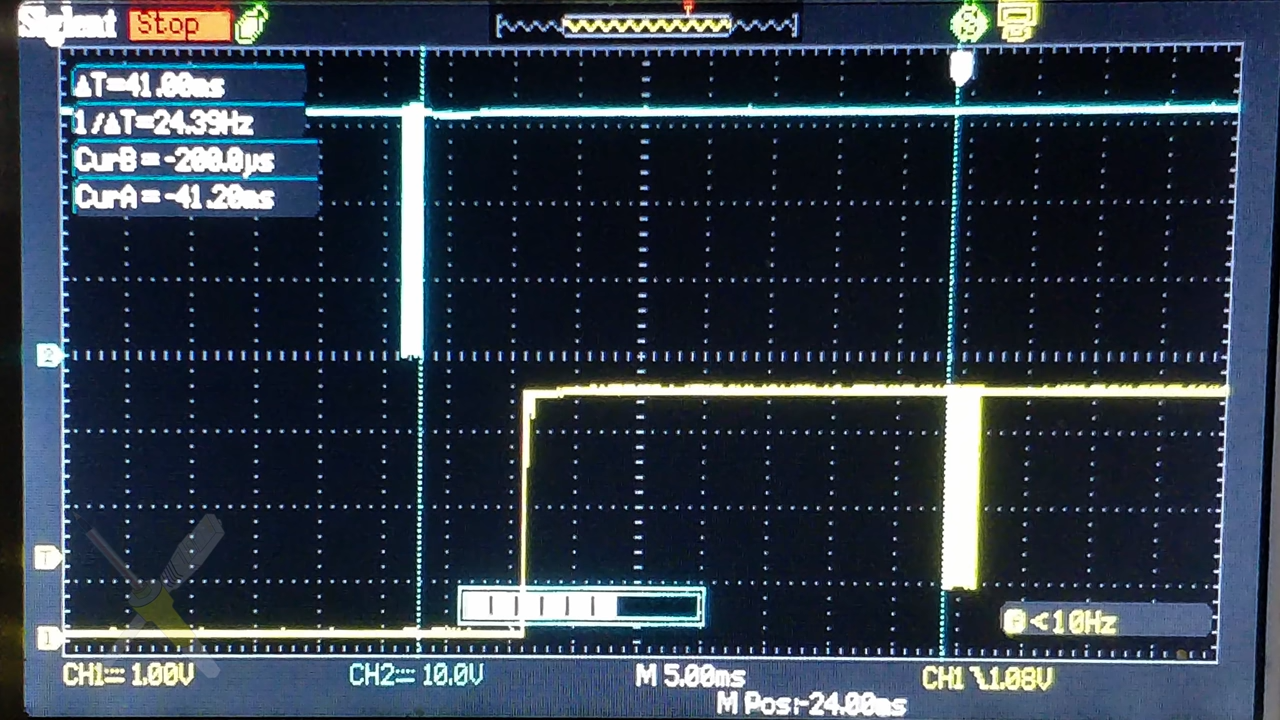 Siglent Stop
ΔT=41.00ms
1/ΔT=24.39Hz
CurB=-200.0µs
CurA=-41.20ms
2
T
1
<10Hz
CH1 1.00V CH2 10.0V M 5.00ms CH1 1.08V
M Pos:-24.00ms